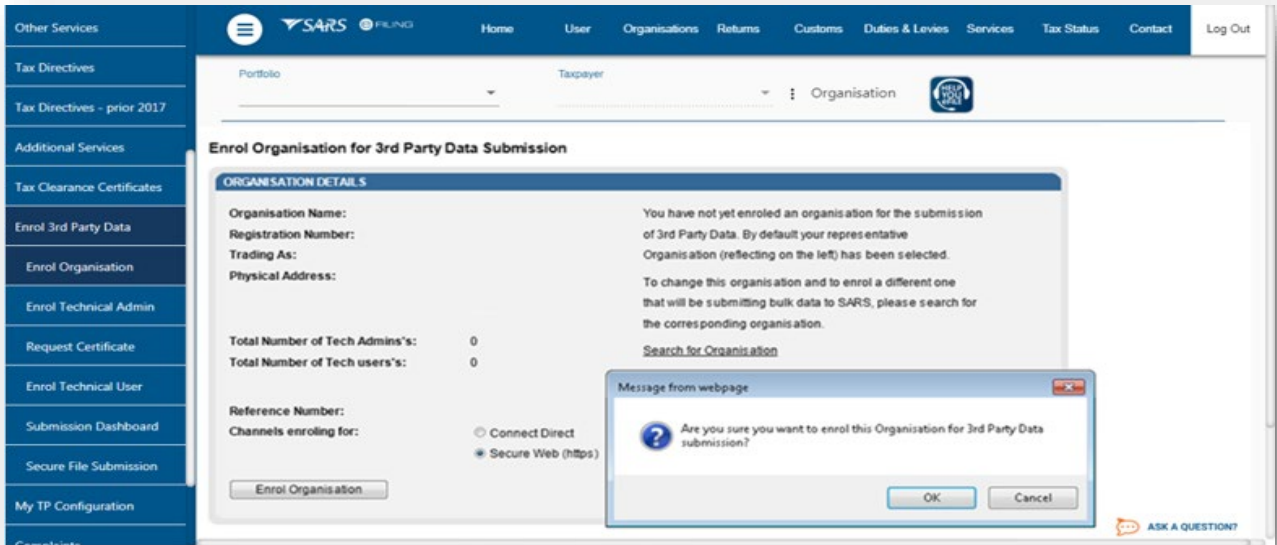 Other Services
Tax Directives
Tax Directives - prior 2017
Additional Services
Tax Clearance Certificates
Enrol 3rd Party Data
Enrol Organisation
Enrol Technical Admin
Request Certificate
Enrol Technical User
Submission Dashboard
Secure File Submission
My TP Configuration
Complaints
SARS eFILING
Home User Organisations Returns Customs Duties & Levies Services Tax Status Contact Log Out
Portfolio Taxpayer
Organisation
HELP YOU eFILE
Enrol Organisation for 3rd Party Data Submission
ORGANISATION DETAILS
Organisation Name:
Registration Number:
Trading As:
Physical Address:
Total Number of Tech Admins's: 0
Total Number of Tech users's: 0
Reference Number:
Channels enroling for: Connect Direct
Secure Web (https)
Enrol Organisation
You have not yet enroled an organisation for the submission
of 3rd Party Data. By default your representative
Organisation (reflecting on the left) has been selected.
To change this organisation and to enrol a different one
that will be submitting bulk data to SARS, please search for
the corresponding organisation.
Search for Organisation
Message from webpage
Are you sure you want to enrol this Organisation for 3rd Party Data
submission?
OK Cancel
ASK A QUESTION?